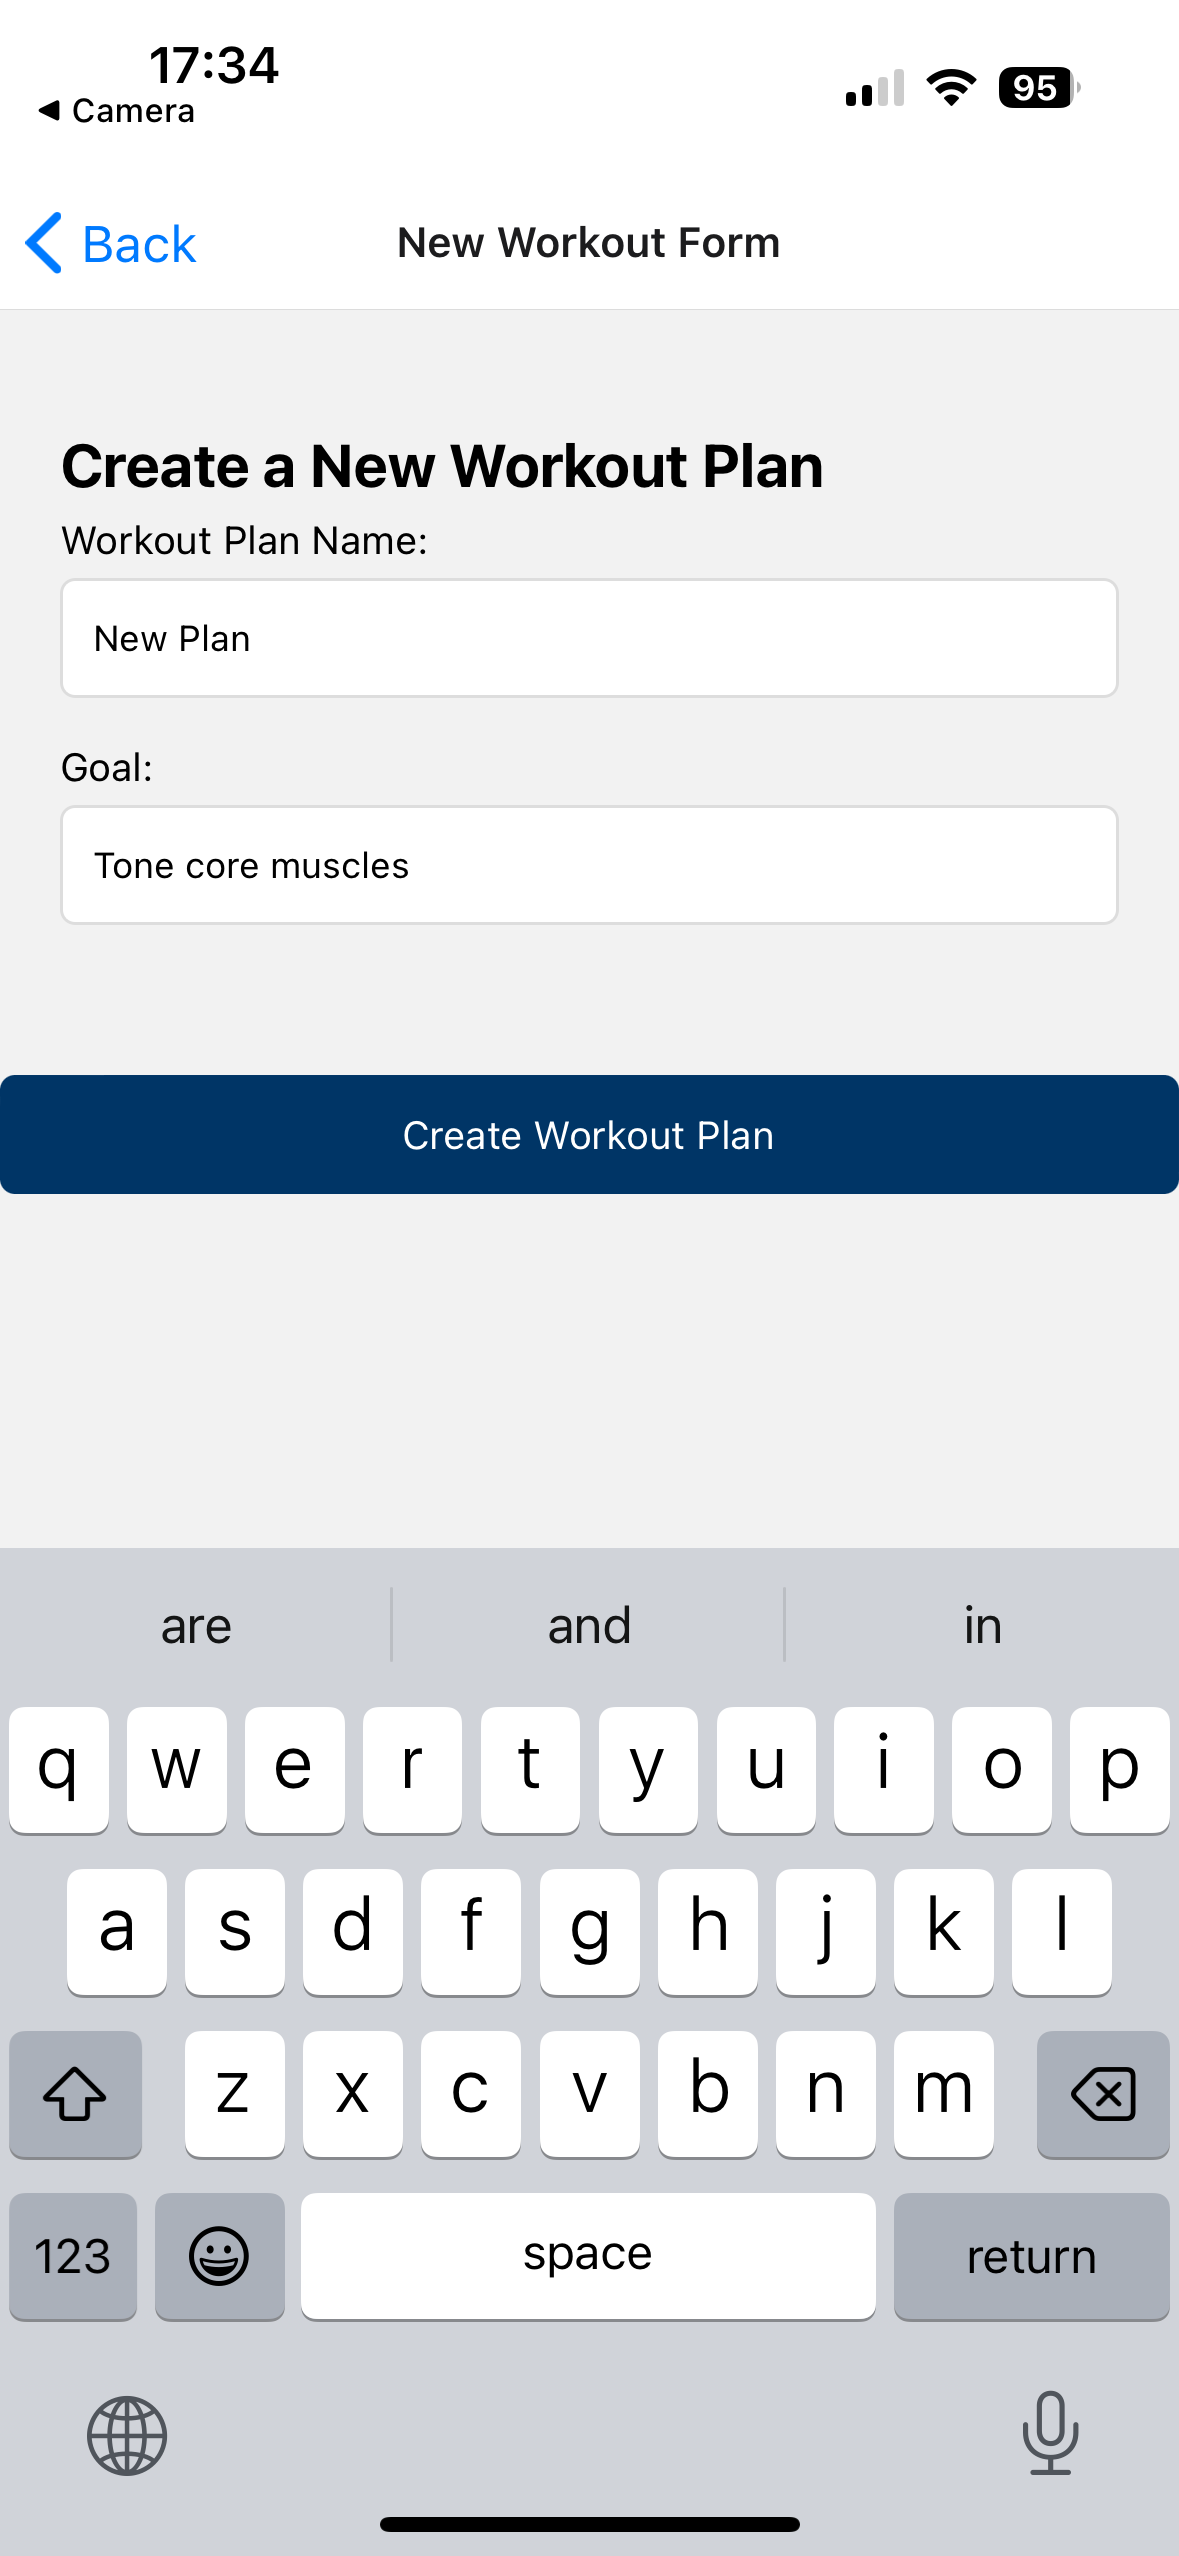 17:34
◀ Camera
95
Back
New Workout Form
Create a New Workout Plan
Workout Plan Name:
New Plan
Goal:
Tone core muscles
Create Workout Plan
are and in
q w e r t y u i o p
a s d f g h j k l
z x c v b n m
123 space return